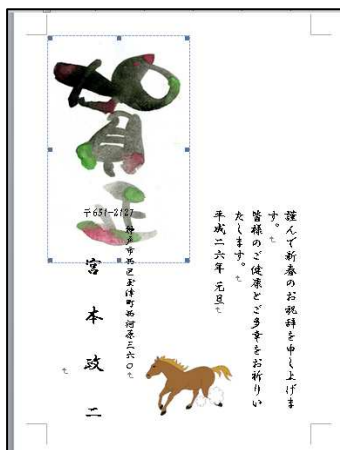 賀正
謹んで新春のお祝辞を申し上げま
す。
皆様のご健康とご多幸をお祈りい
たします。
平成二六年 元旦
〒651-2127
神戸市西区玉津町西河原三六〇
宮本政二